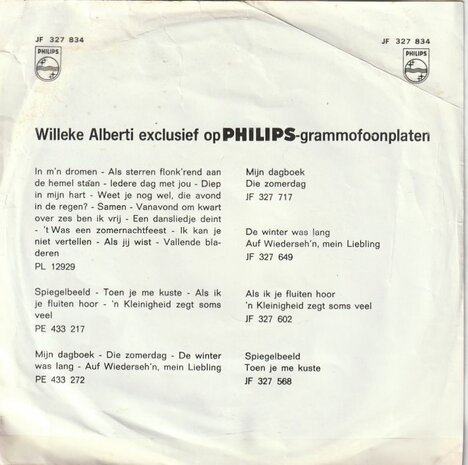 JF 327 834
JF 327 834
PHILIPS
PHILIPS
Willeke Alberti exclusief op PHILIPS-grammofoonplaten
In m'n dromen - Als sterren flonk'rend aan
de hemel staan - Iedere dag met jou - Diep
in mijn hart - Weet je nog wel, die avond
in de regen? - Samen - Vanavond om kwart
over zes ben ik vrij - Een dansliedje deint
- 't Was een zomernachtfeest - Ik kan je
niet vertellen - Als jij wist - Vallende bla-
deren
PL 12929
Spiegelbeeld - Toen je me kuste - Als ik
je fluiten hoor - 'n Kleinigheid zegt soms
veel
PE 433 217
Mijn dagboek - Die zomerdag - De winter
was lang - Auf Wiederseh'n, mein Liebling
PE 433 272
Mijn dagboek
Die zomerdag
JF 327 717
De winter was lang
Auf Wiederseh'n, mein Liebling
JF 327 649
Als ik je fluiten hoor
'n Kleinigheid zegt soms veel
JF 327 602
Spiegelbeeld
Toen je me kuste
JF 327 568